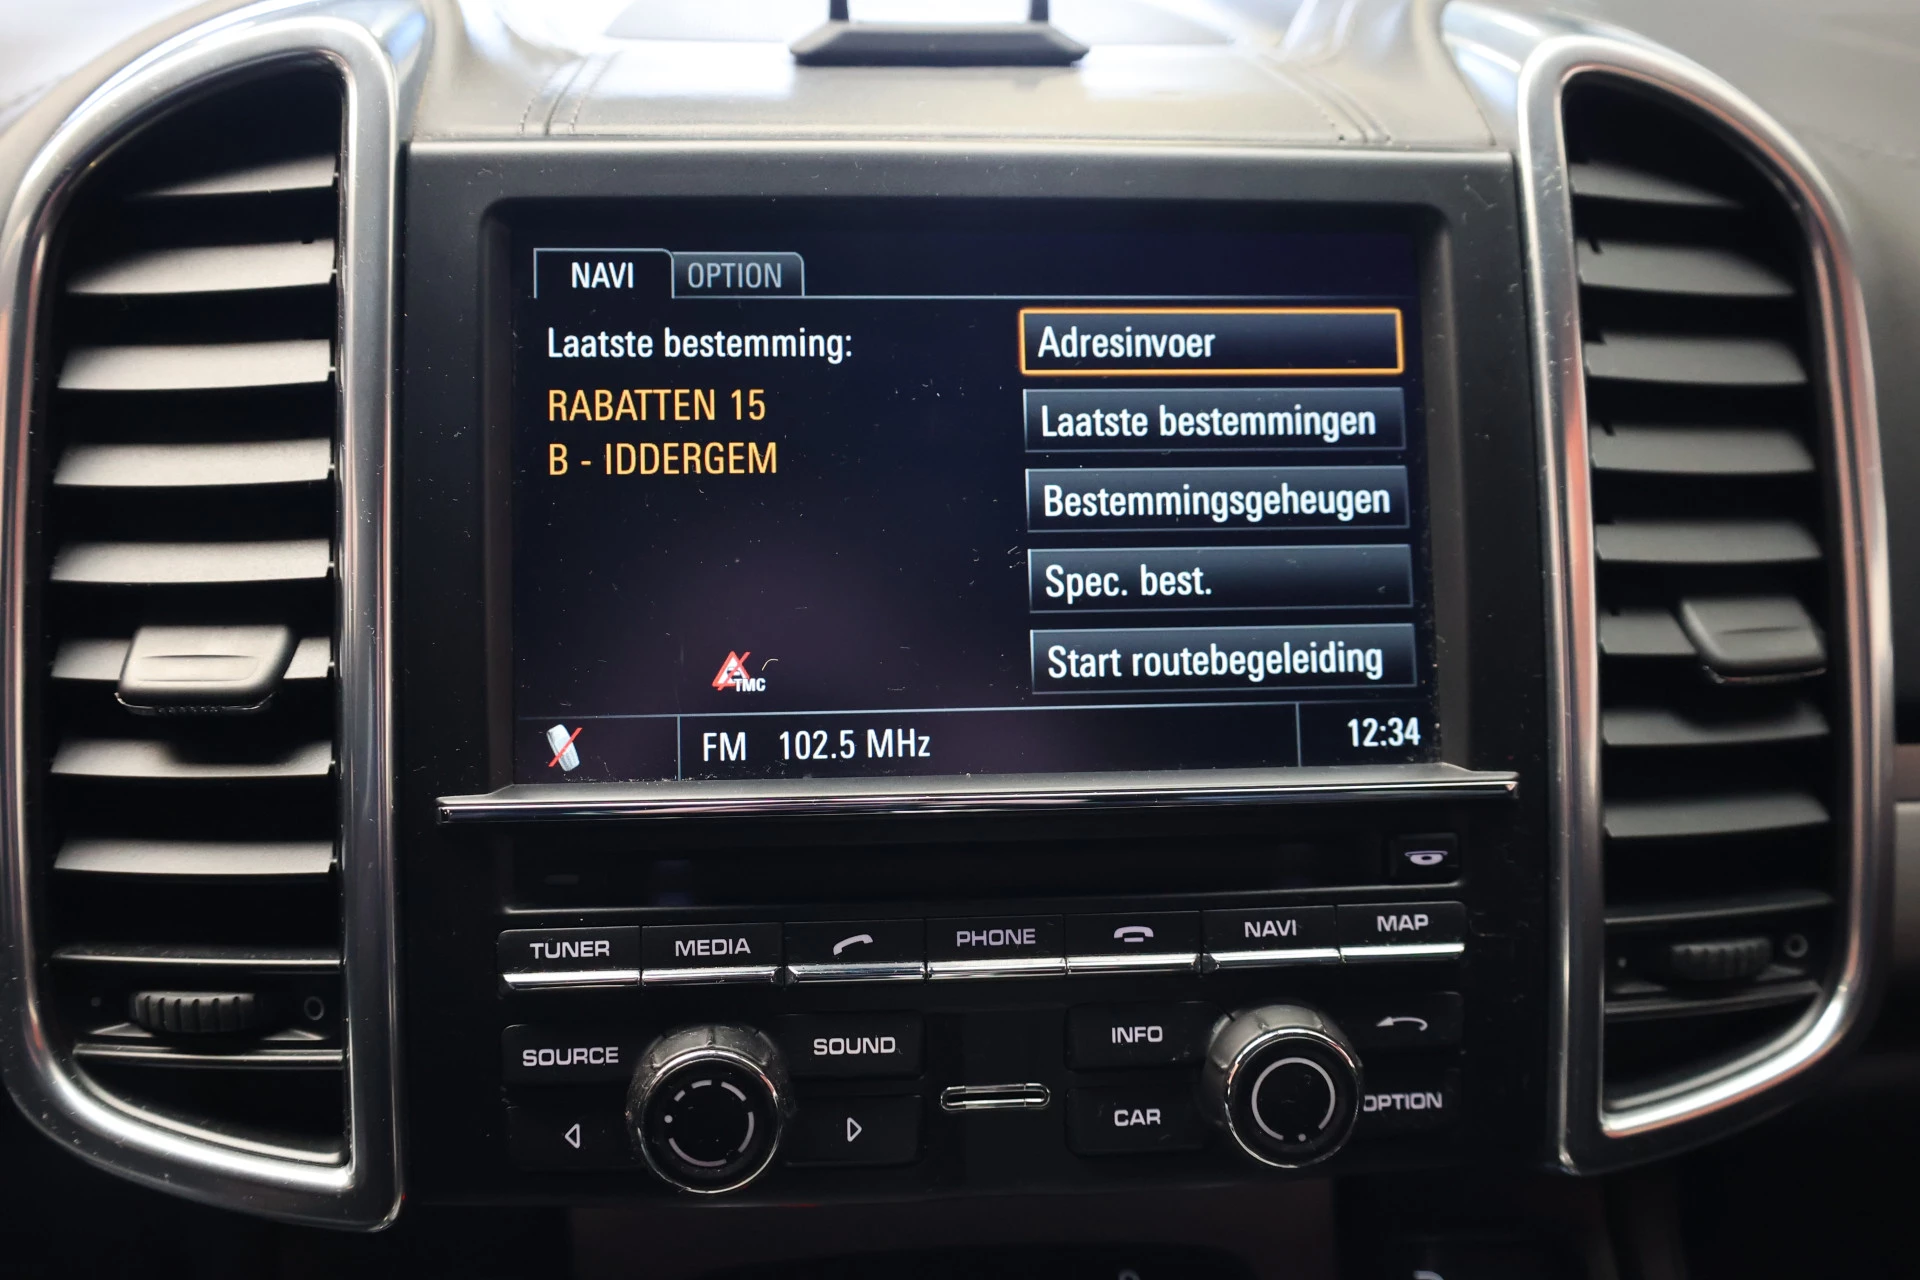 NAVI OPTION
Laatste bestemming:
RABATTEN 15
B - IDDERGEM
Adresinvoer
Laatste bestemmingen
Bestemmingsgeheugen
Spec. best.
Start routebegeleiding
TMC
FM 102.5 MHz 12:34
TUNER MEDIA PHONE NAVI MAP
SOURCE SOUND INFO
CAR OPTION